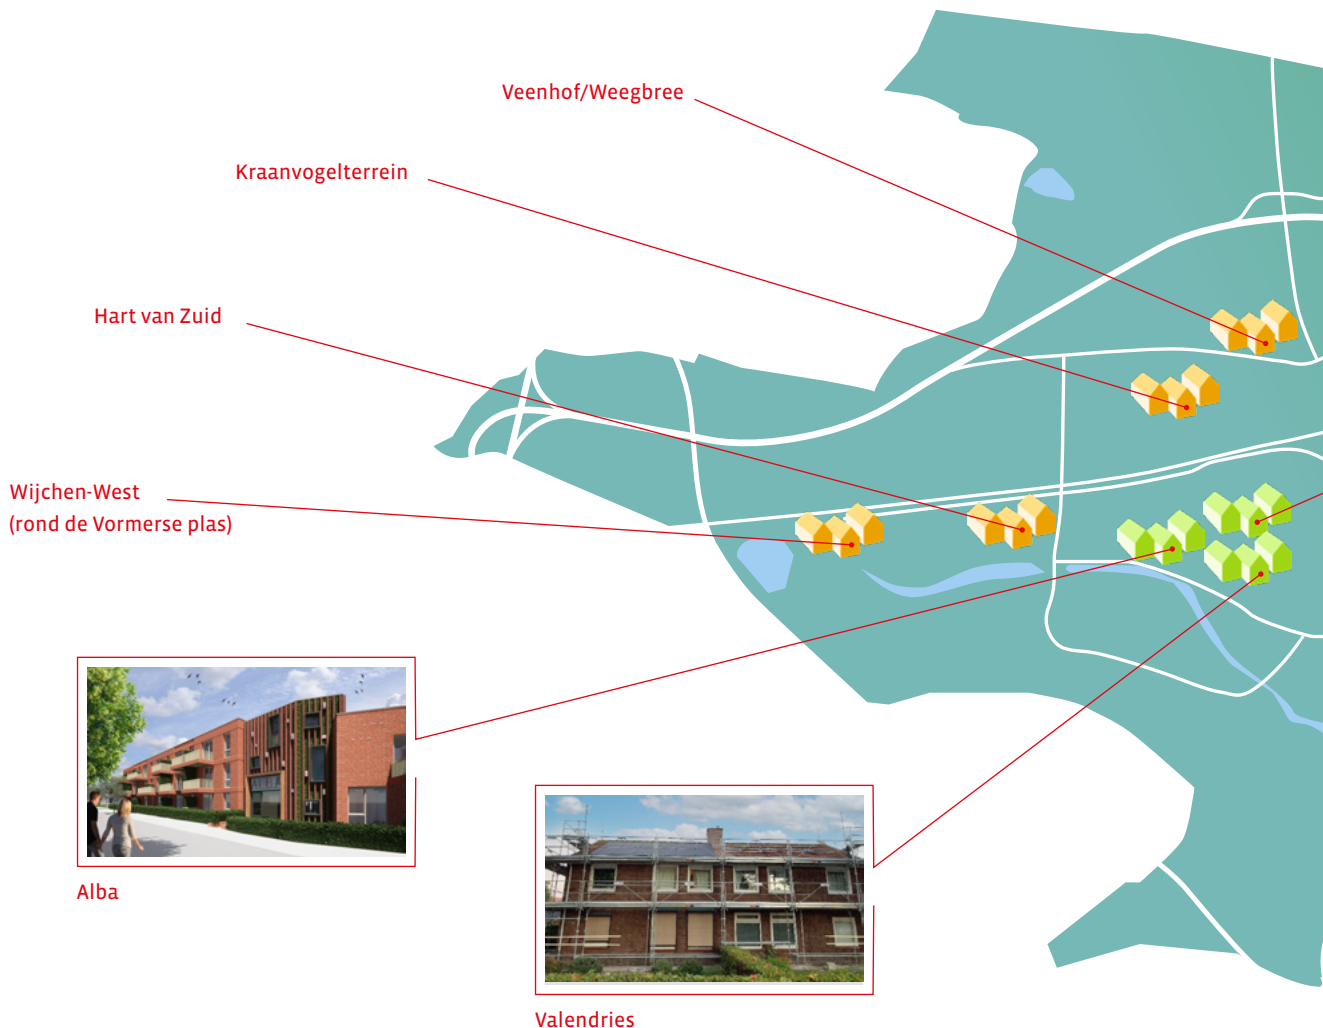 Veenhof/Weegbree
Kraanvogelterrein
Hart van Zuid
Wijchen-West
(rond de Vormerse plas)
Alba
Valendries